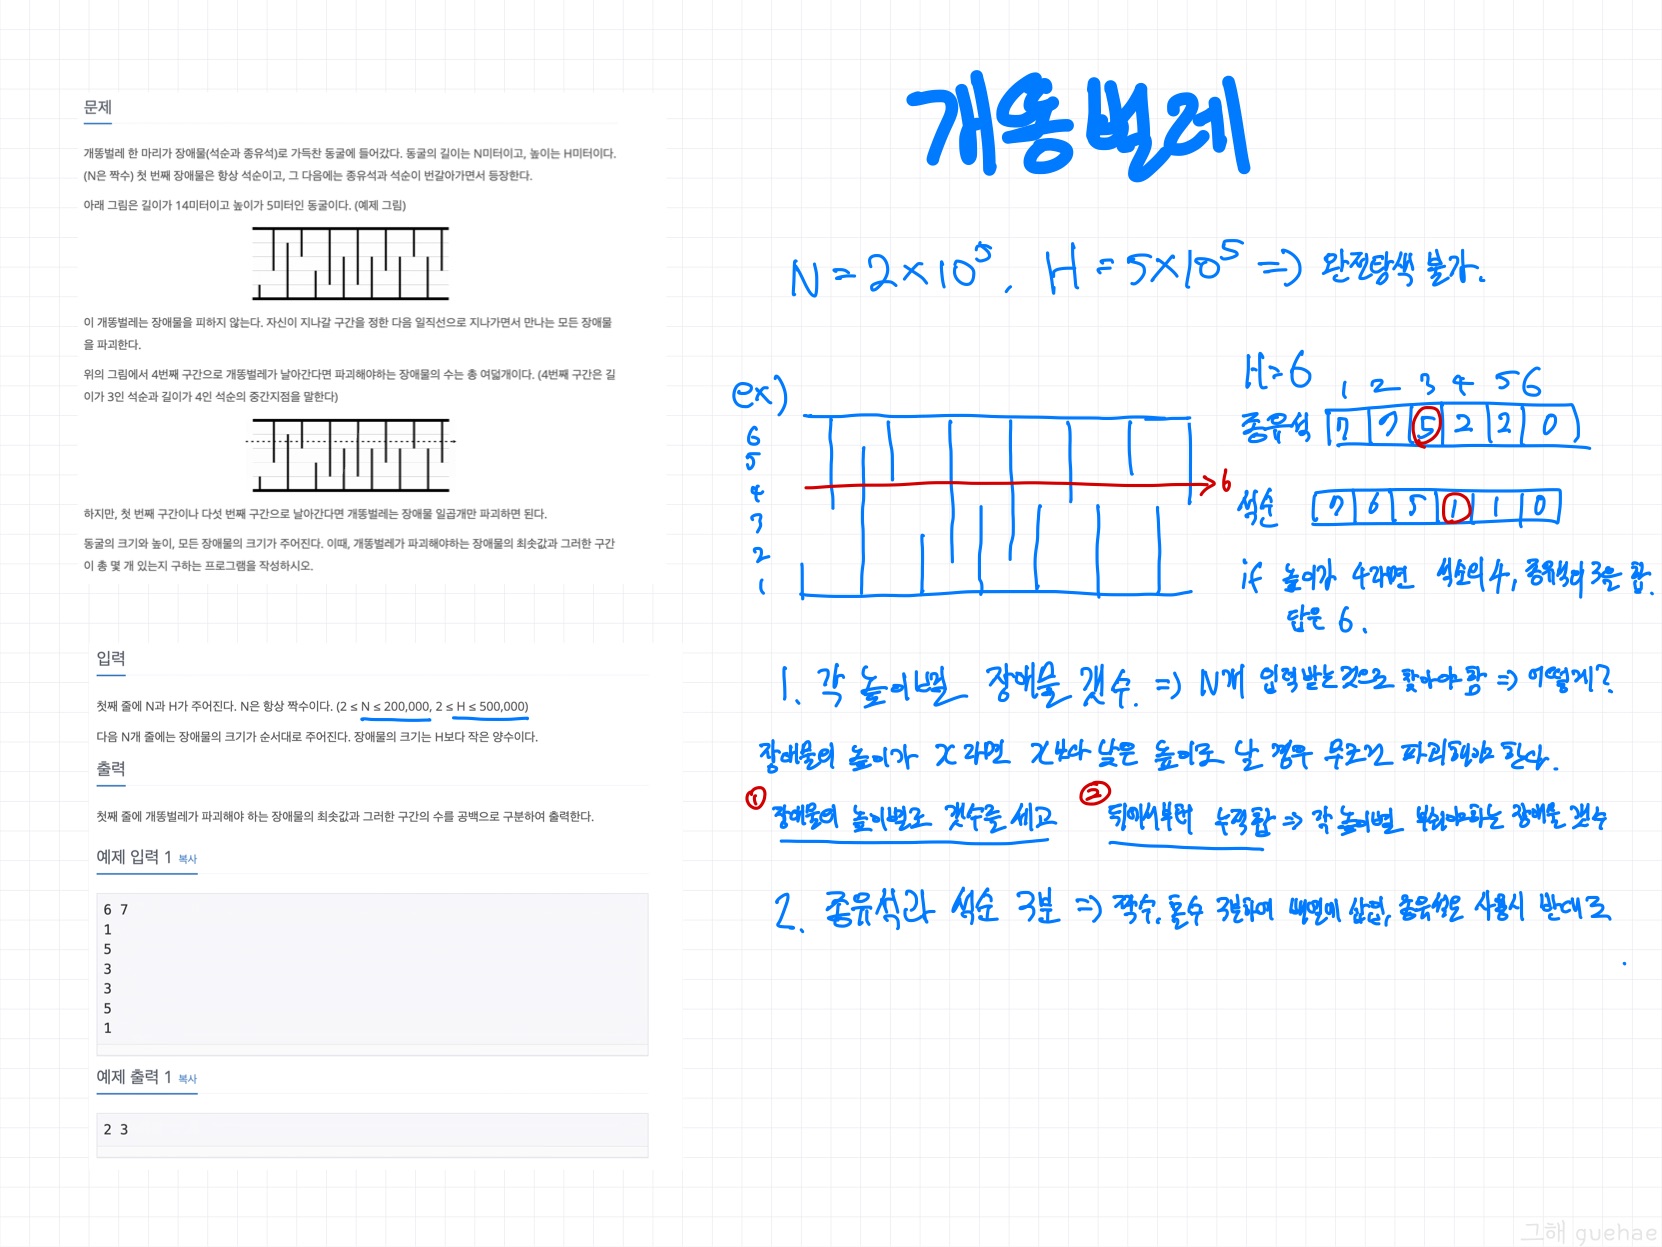 문제
개똥벌레 한 마리가 장애물(석순과 종유석)로 가득찬 동굴에 들어갔다. 동굴의 길이는 N미터이고, 높이는 H미터이다.
(N은 짝수) 첫 번째 장애물은 항상 석순이고, 그 다음에는 종유석과 석순이 번갈아가면서 등장한다.
아래 그림은 길이가 14미터이고 높이가 5미터인 동굴이다. (예제 그림)
이 개똥벌레는 장애물을 피하지 않는다. 자신이 지나갈 구간을 정한 다음 일직선으로 지나가면서 만나는 모든 장애물
을 파괴한다.
위의 그림에서 4번째 구간으로 개똥벌레가 날아간다면 파괴해야하는 장애물의 수는 총 여덟개이다. (4번째 구간은 길
이가 3인 석순과 길이가 4인 석순의 중간지점을 말한다)
하지만, 첫 번째 구간이나 다섯 번째 구간으로 날아간다면 개똥벌레는 장애물 일곱개만 파괴하면 된다.
동굴의 크기와 높이, 모든 장애물의 크기가 주어진다. 이때, 개똥벌레가 파괴해야하는 장애물의 최솟값과 그러한 구간
이 총 몇 개 있는지 구하는 프로그램을 작성하시오.
입력
첫째 줄에 N과 H가 주어진다. N은 항상 짝수이다. (2 ≤ N ≤ 200,000, 2 ≤ H ≤ 500,000)
다음 N개 줄에는 장애물의 크기가 순서대로 주어진다. 장애물의 크기는 H보다 작은 양수이다.
출력
첫째 줄에 개똥벌레가 파괴해야 하는 장애물의 최솟값과 그러한 구간의 수를 공백으로 구분하여 출력한다.
예제 입력 1 복사
6 7
1
5
3
3
5
1
예제 출력 1 복사
2 3
개똥벌레
N = 2×10⁵, H = 5×10⁵ => 완전탐색 불가.
ex)
6
5
4
3
2
1
6
H=6
1 2 3 4 5 6
종유석 7 7 5 2 2 0
석순 7 6 5 1 1 0
if 높이가 4라면 석순의 4, 종유석의 3은 합.
답은 6.
1. 각 높이별 장애물 갯수. => N개 입력받는것으로 찾아야함 => 어떻게?
장애물의 높이가 x 라면 x보다 낮은 높이로 날 경우 무조건 파괴해야 한다.
① 장애물의 높이별로 갯수를 세고 ② 뒤에서부터 누적합 => 각 높이별 부숴야하는 장애물 갯수
2. 종유석과 석순 구분 => 짝수, 홀수 구분하여 배열에 삽입, 종유석은 사용시 반대로
.
그해 guehae